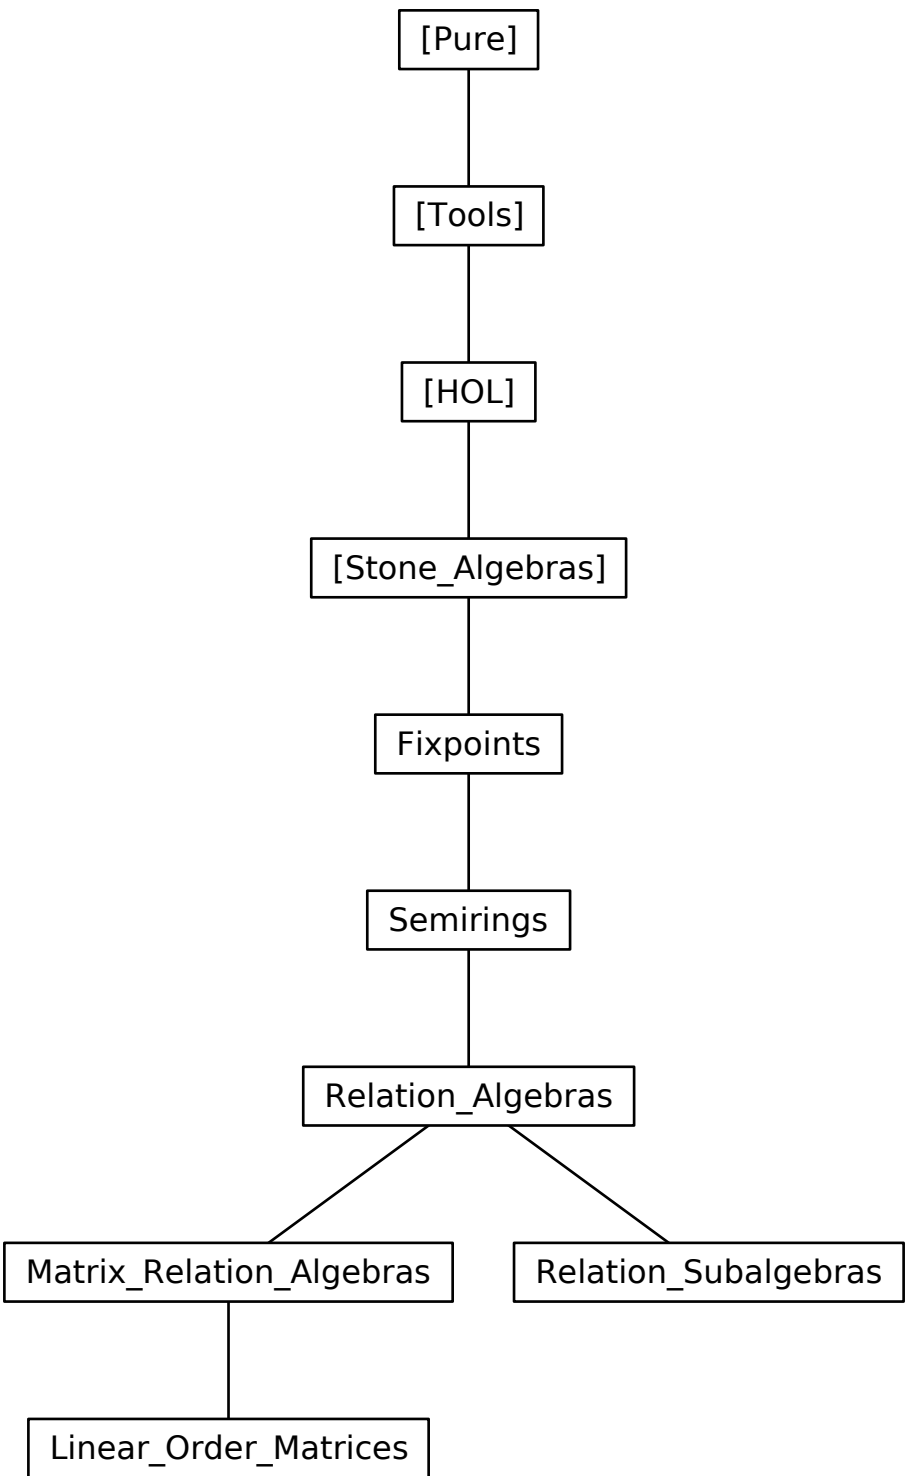 [Pure]
[Tools]
[HOL]
[Stone_Algebras]
Fixpoints
Semirings
Relation_Algebras
Matrix_Relation_Algebras
Relation_Subalgebras
Linear_Order_Matrices